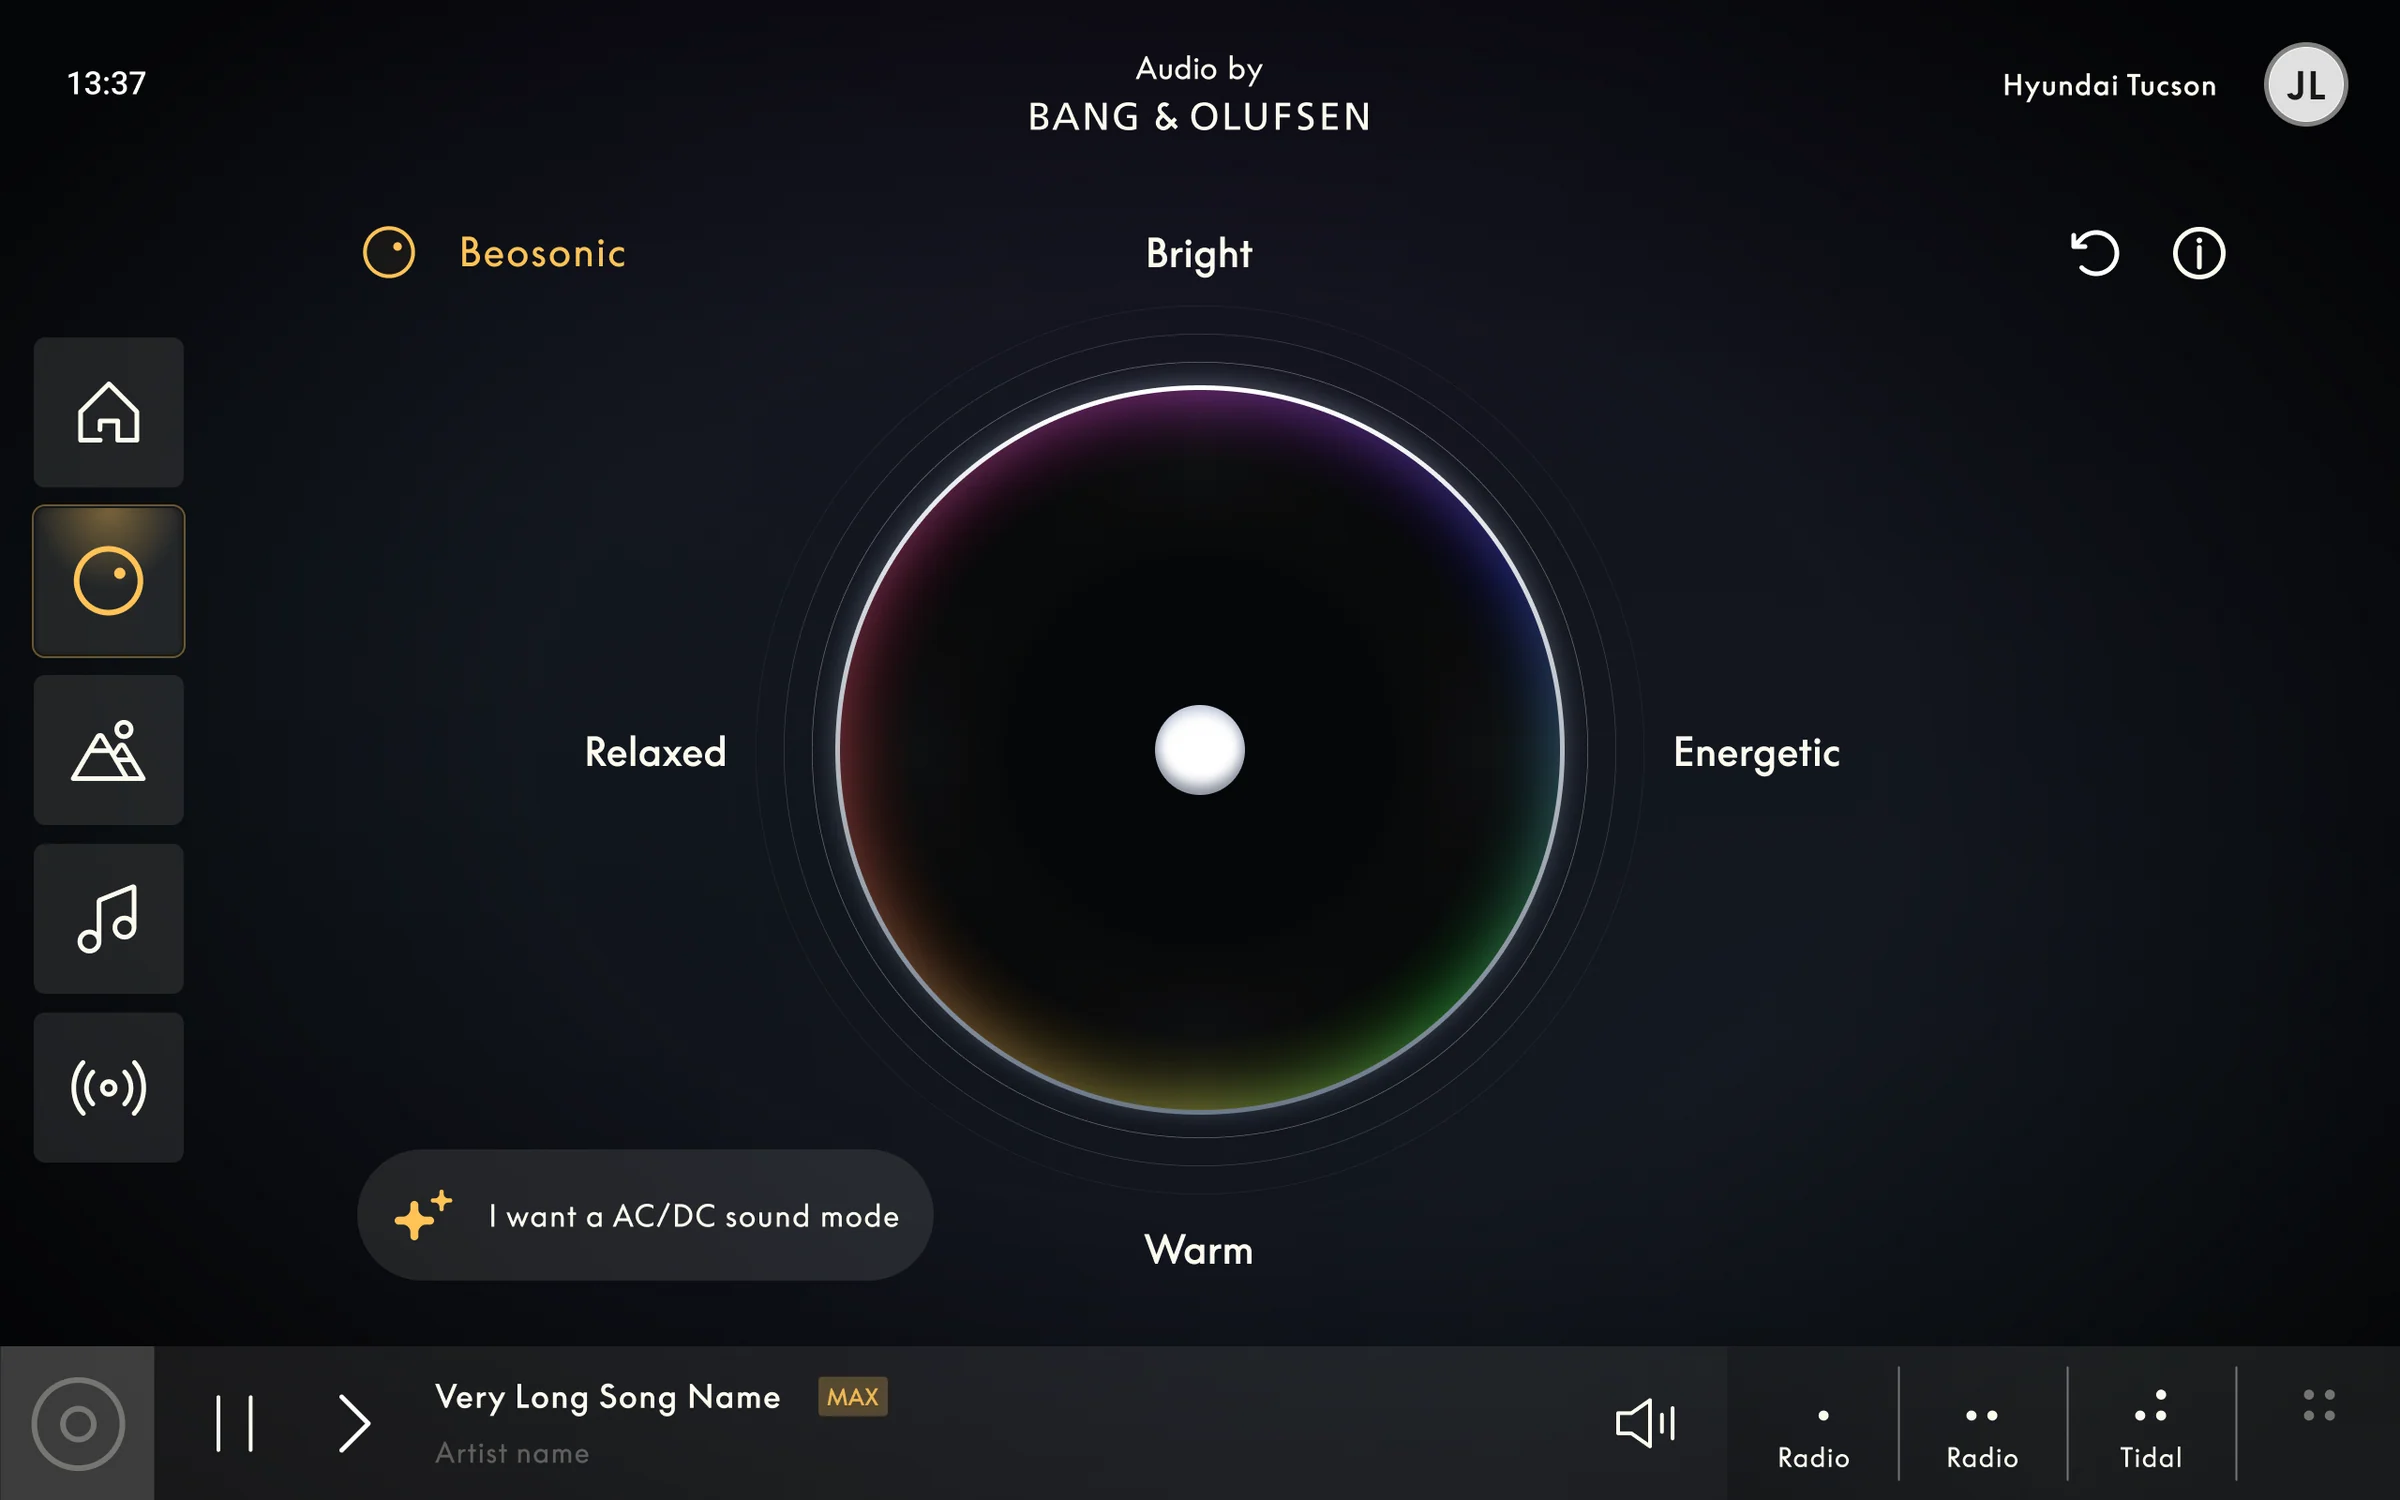 13:37
Audio by
BANG & OLUFSEN
Hyundai Tucson
JL
Beosonic
Bright
Relaxed
Energetic
I want a AC/DC sound mode
Warm
Very Long Song Name
MAX
Artist name
Radio
Radio
Tidal